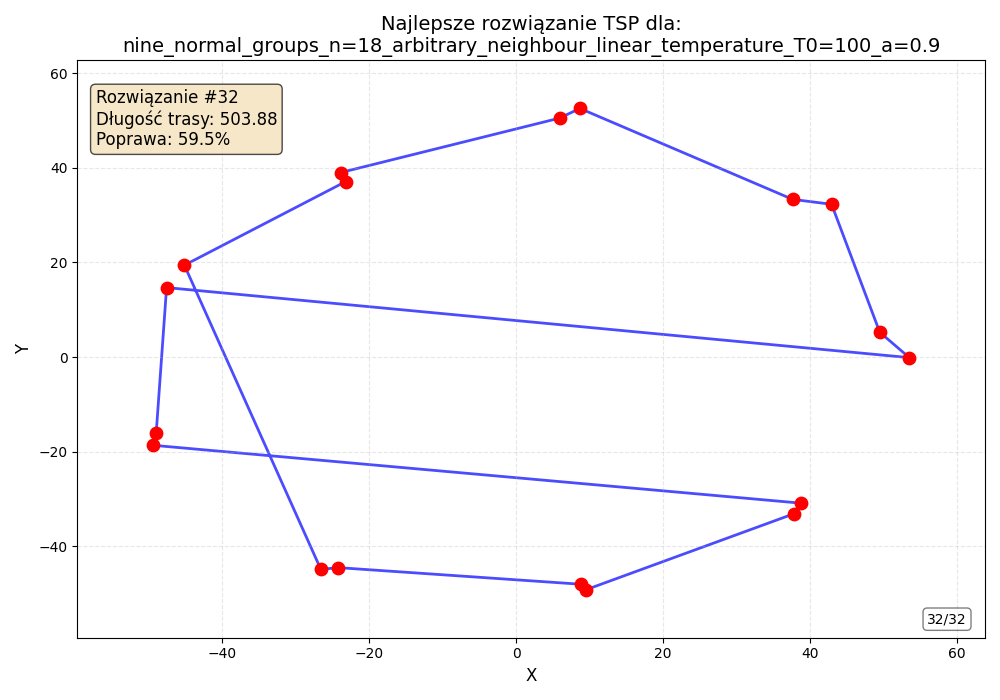 Najlepsze rozwiązanie TSP dla:
nine_normal_groups_n=18_arbitrary_neighbour_linear_temperature_T0=100_a=0.9
Rozwiązanie #32
Długość trasy: 503.88
Poprawa: 59.5%
60
40
20
0
−20
−40
Y
32/32
−40
−20
0
20
40
60
X